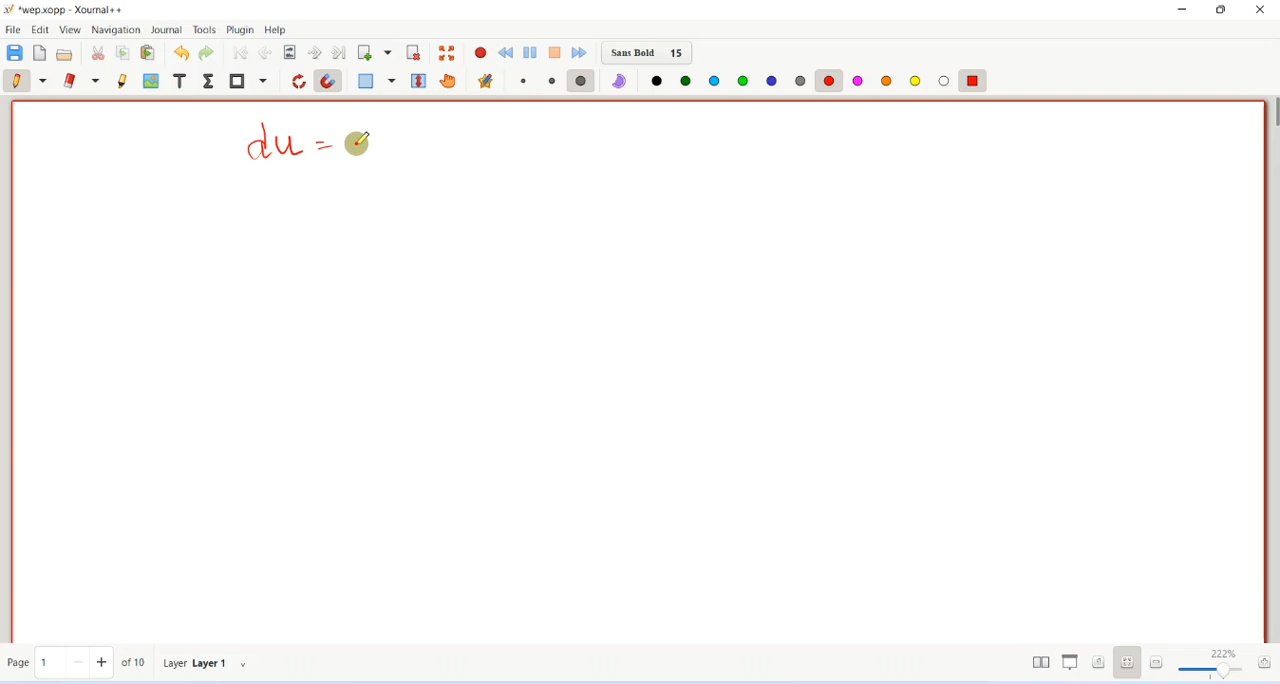 *wep.xopp - Xournal++
File Edit View Navigation Journal Tools Plugin Help
Sans Bold 15
du =
Page 1 of 10 Layer Layer 1 222%